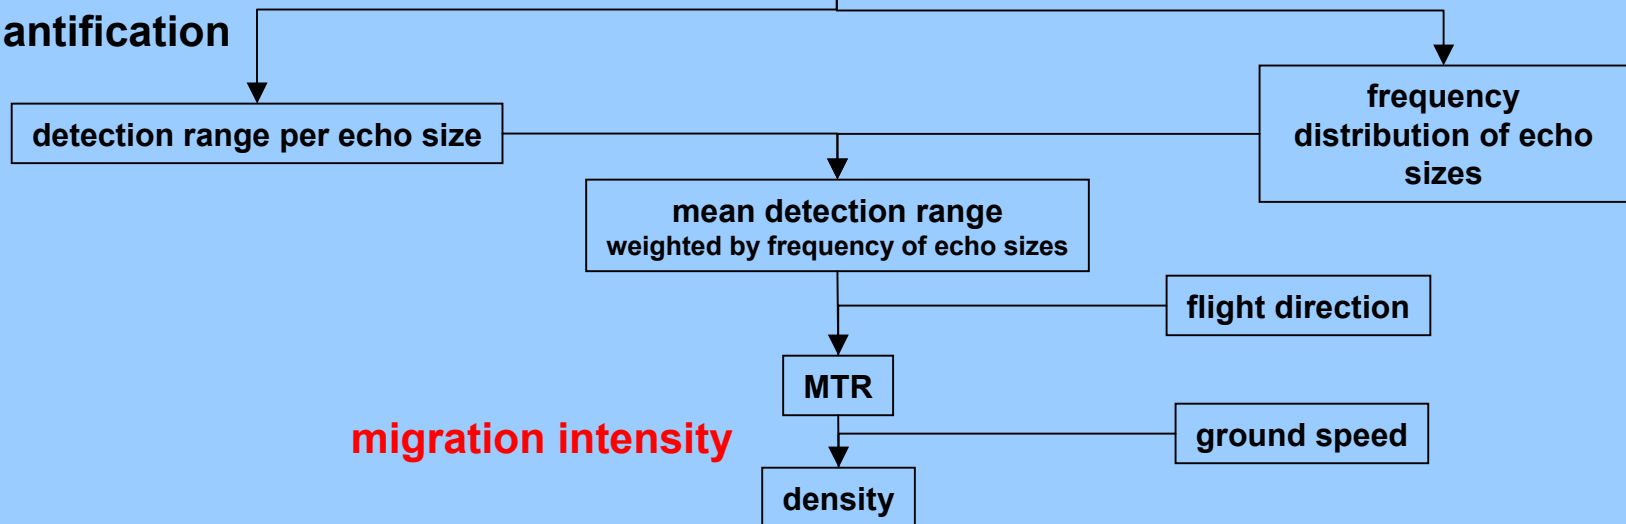 antification
detection range per echo size
frequency
distribution of echo
sizes
mean detection range
weighted by frequency of echo sizes
flight direction
MTR
migration intensity
ground speed
density